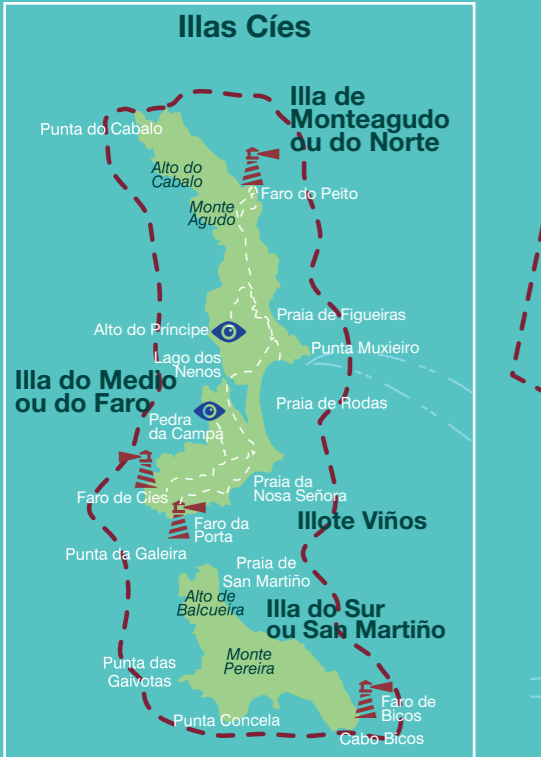 Illas Cíes
Illa de
Monteagudo
ou do Norte
Punta do Cabalo
Alto do
Cabalo
Faro do Peito
Monte
Agudo
Praia de Figueiras
Alto do Príncipe
Punta Muxieiro
Lago dos
Nenos
Illa do Medio
ou do Faro
Praia de Rodas
Pedra
da Campa
Praia da
Nosa Señora
Faro de Cíes
Faro da
Porta
Illote Viños
Punta da Galeira
Praia de
San Martiño
Alto de
Balcueira
Illa do Sur
ou San Martiño
Monte
Pereira
Punta das
Gaivotas
Faro de
Biços
Punta Concela
Cabo Bicos